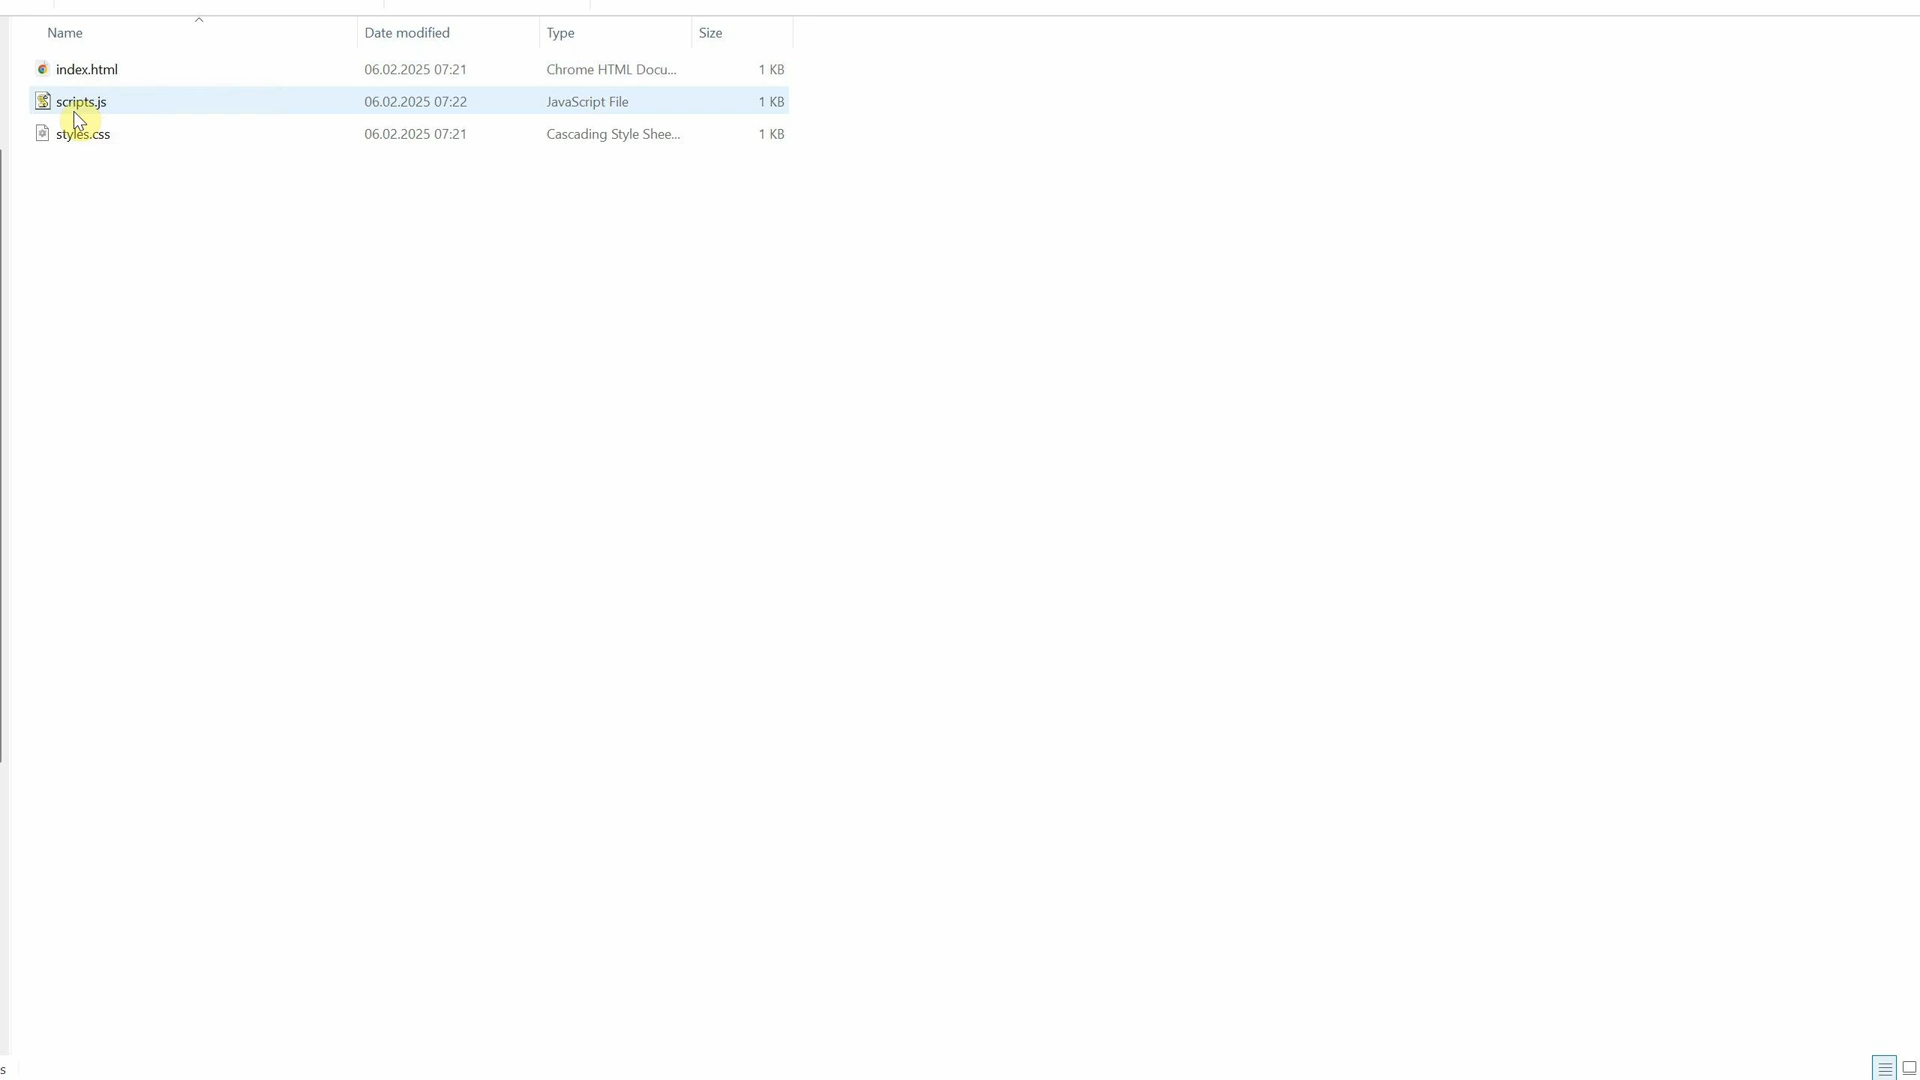 Name Date modified Type Size
index.html 06.02.2025 07:21 Chrome HTML Docu... 1 KB
scripts.js 06.02.2025 07:22 JavaScript File 1 KB
styles.css 06.02.2025 07:21 Cascading Style Shee... 1 KB
s